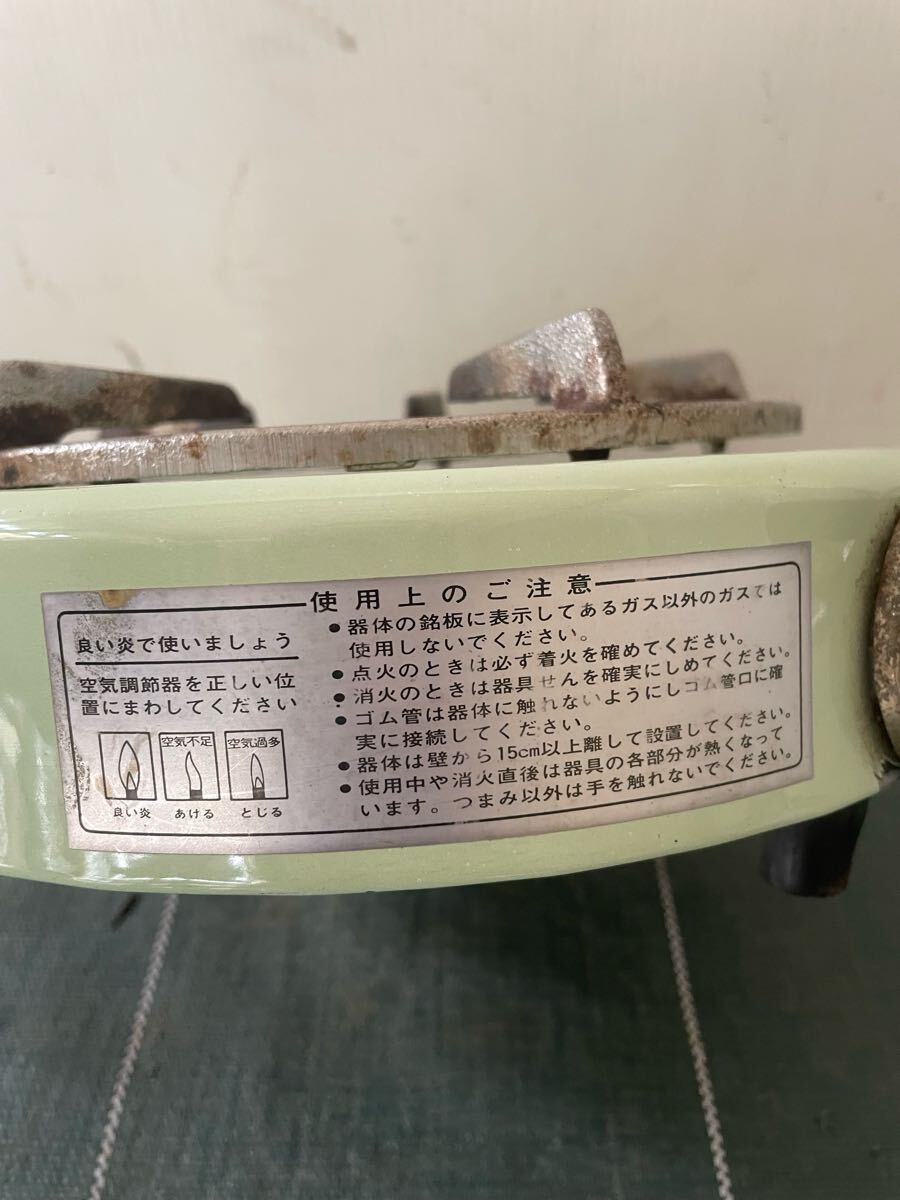 使用上のご注意
良い炎で使いましょう
空気調節器を正しい位
置にまわしてください
空気不足
空気過多
良い炎
あける
とじる
●器体の銘板に表示してあるガス以外のガスでは
使用しないでください。
●点火のときは必ず着火を確めてください。
●消火のときは器具せんを確実にしめてください。
●ゴム管は器体に触れないようにしゴム管口に確
実に接続してください。
●器体は壁から15cm以上離して設置してください。
●使用中や消火直後は器具の各部分が熱くなって
います。つまみ以外は手を触れないでください。